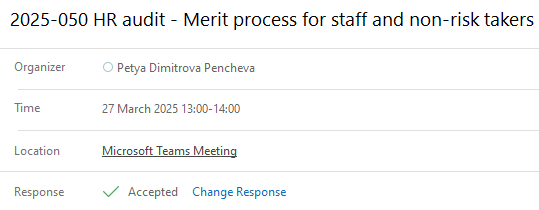 2025-050 HR audit - Merit process for staff and non-risk takers
Organizer Petya Dimitrova Pencheva
Time 27 March 2025 13:00-14:00
Location Microsoft Teams Meeting
Response Accepted Change Response